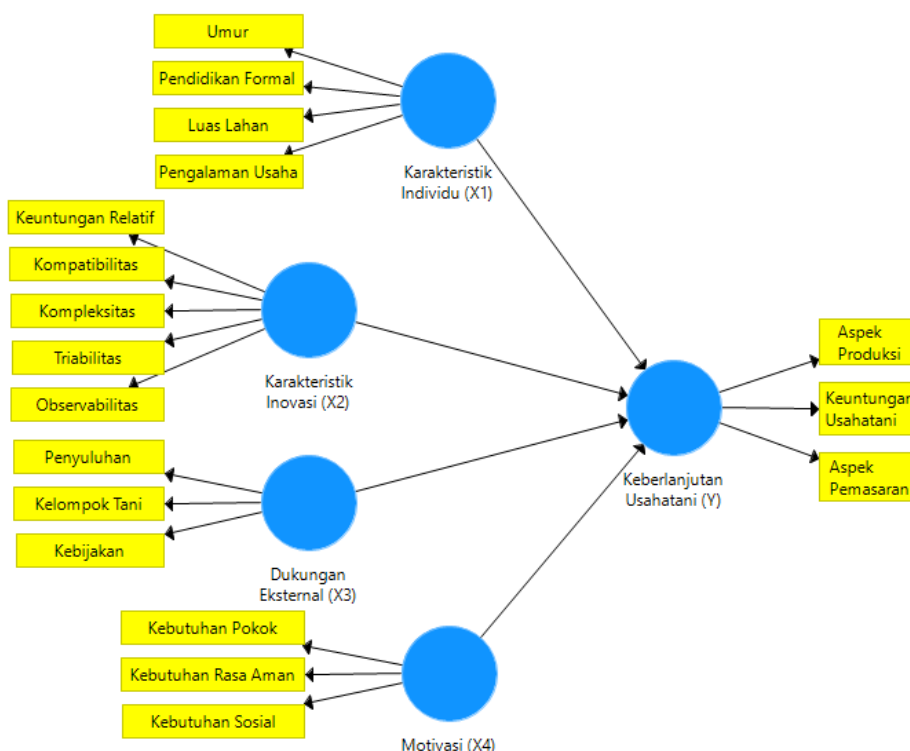 Umur
Pendidikan Formal
Luas Lahan
Pengalaman Usaha
Karakteristik
Individu (X1)
Keuntungan Relatif
Kompatibilitas
Kompleksitas
Triabilitas
Observabilitas
Karakteristik
Inovasi (X2)
Penyuluhan
Kelompok Tani
Kebijakan
Dukungan
Eksternal (X3)
Kebutuhan Pokok
Kebutuhan Rasa Aman
Kebutuhan Sosial
Motivasi (X4)
Keberlanjutan
Usahatani (Y)
Aspek
Produksi
Keuntungan
Usahatani
Aspek
Pemasaran